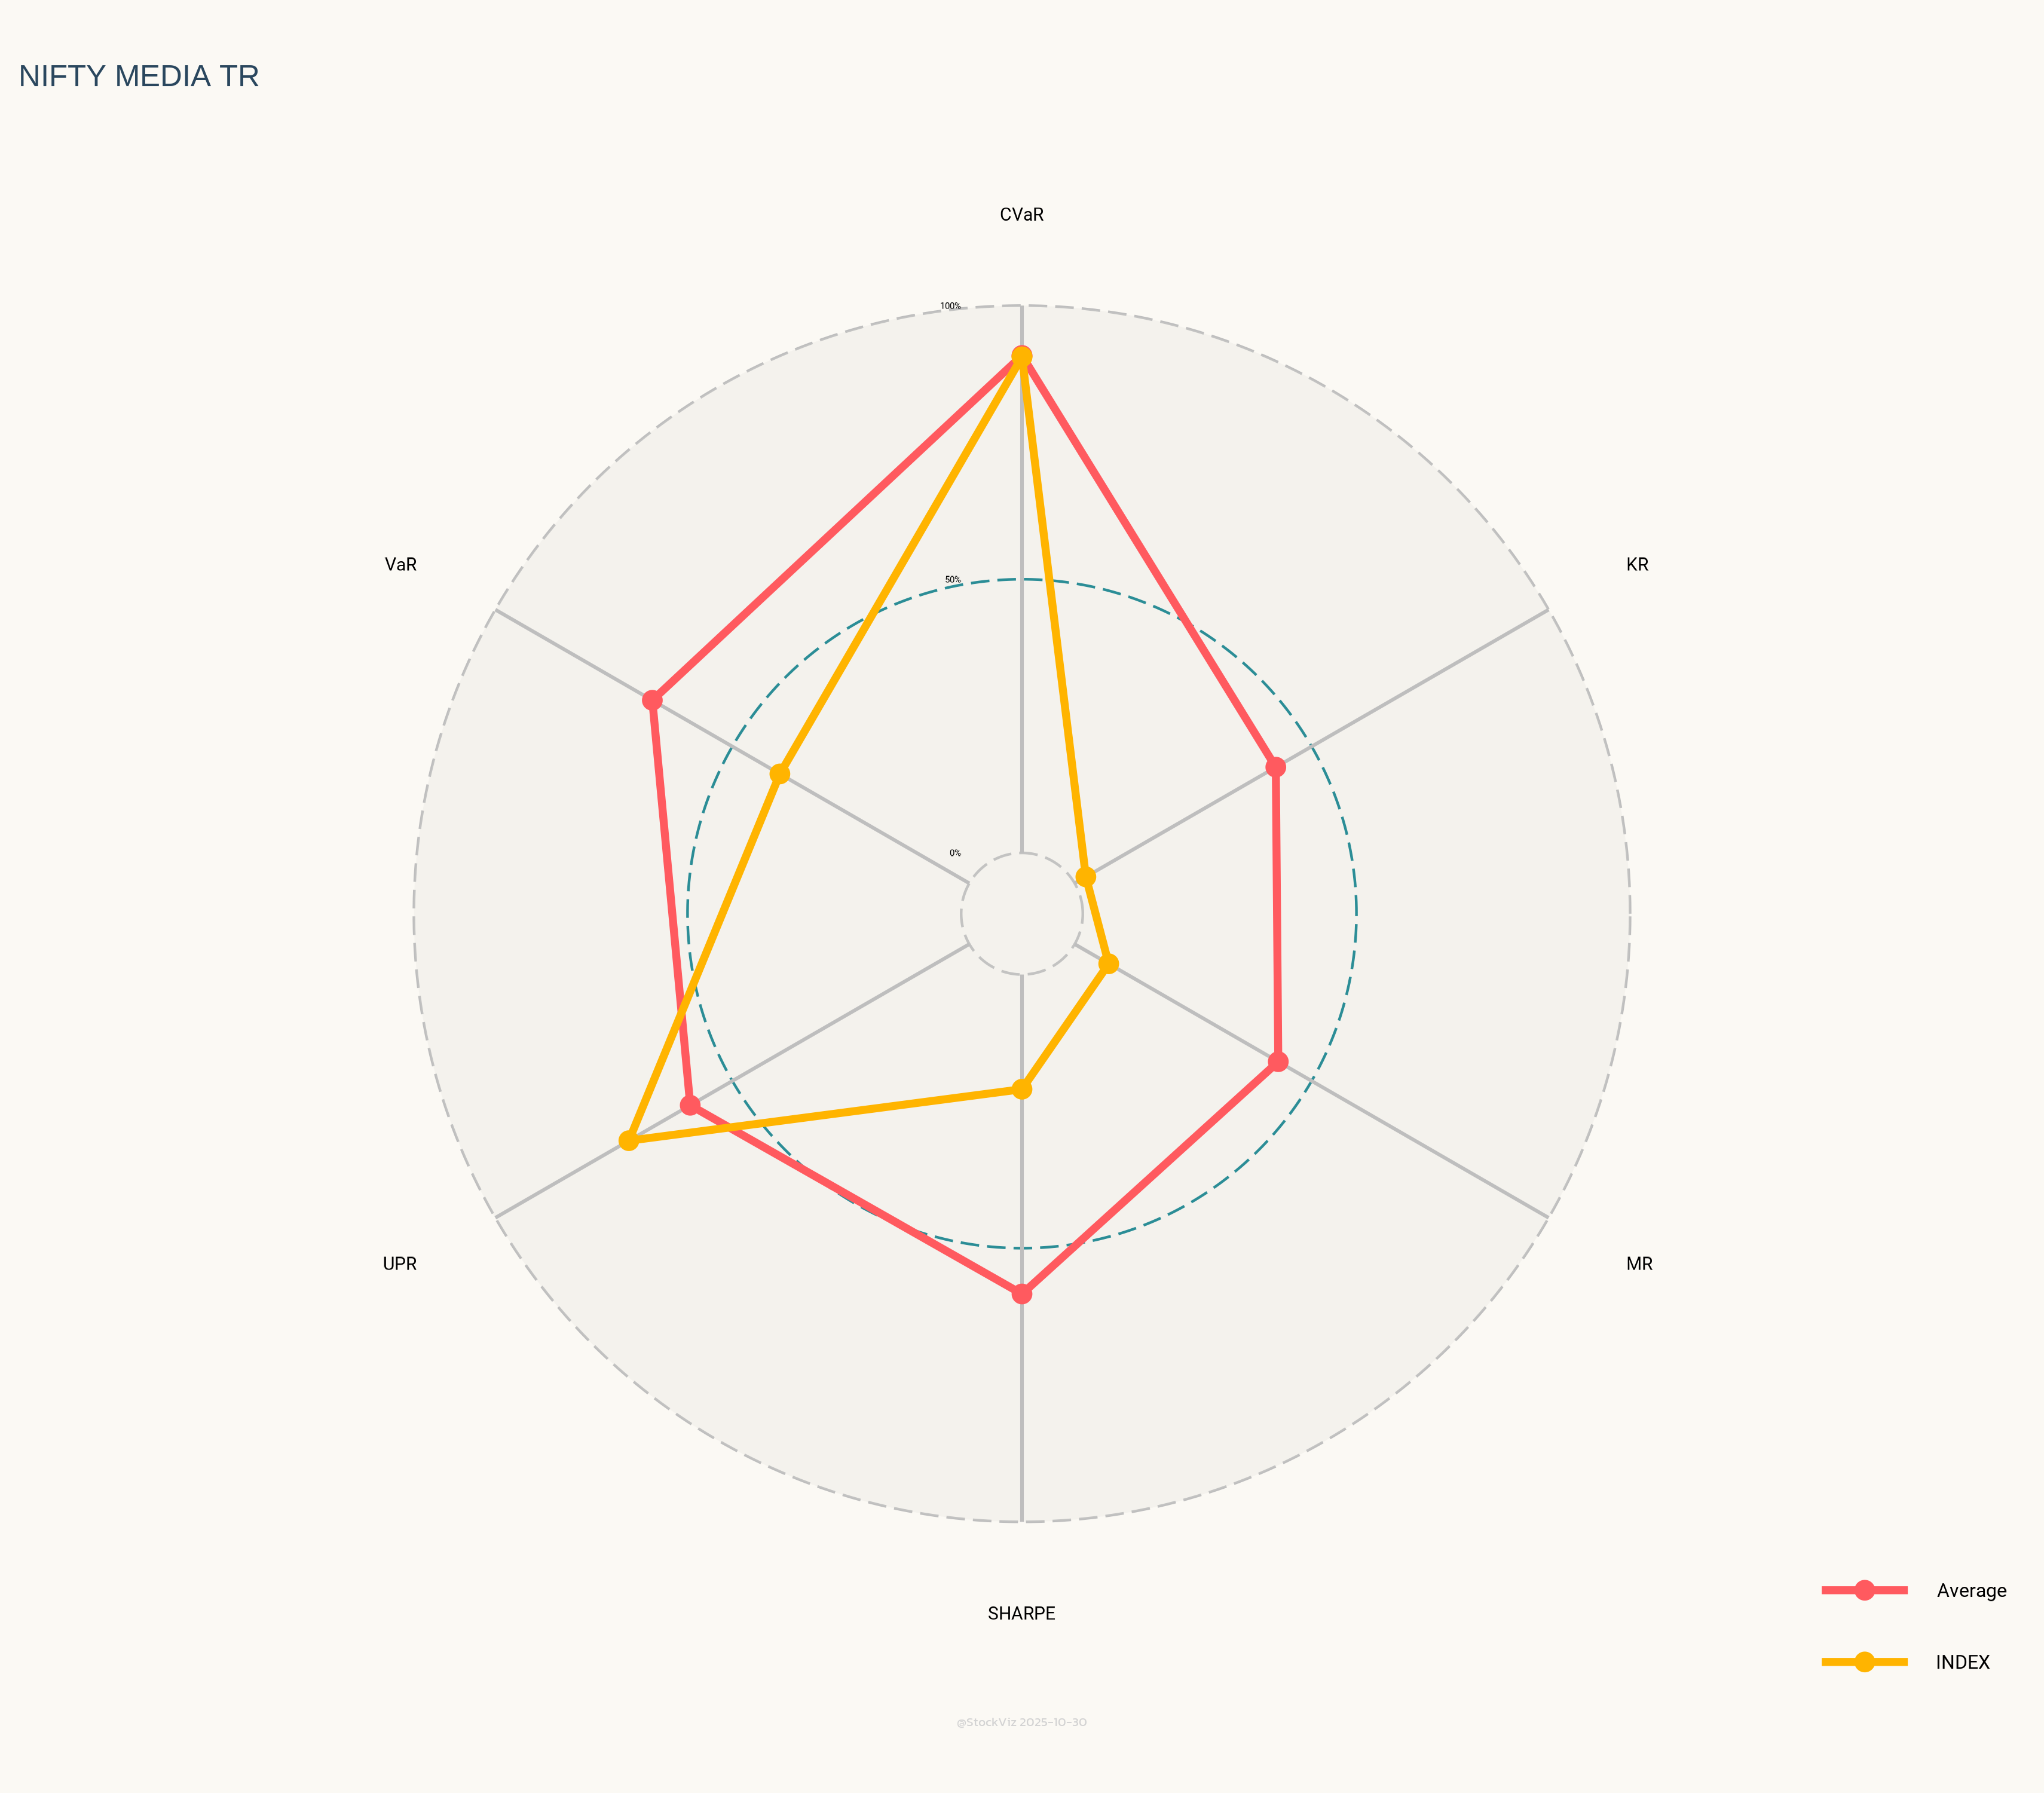 NIFTY MEDIA TR
CVaR
100%
KR
VaR
50%
0%
UPR
MR
SHARPE
Average
INDEX
@StockViz 2025-10-30